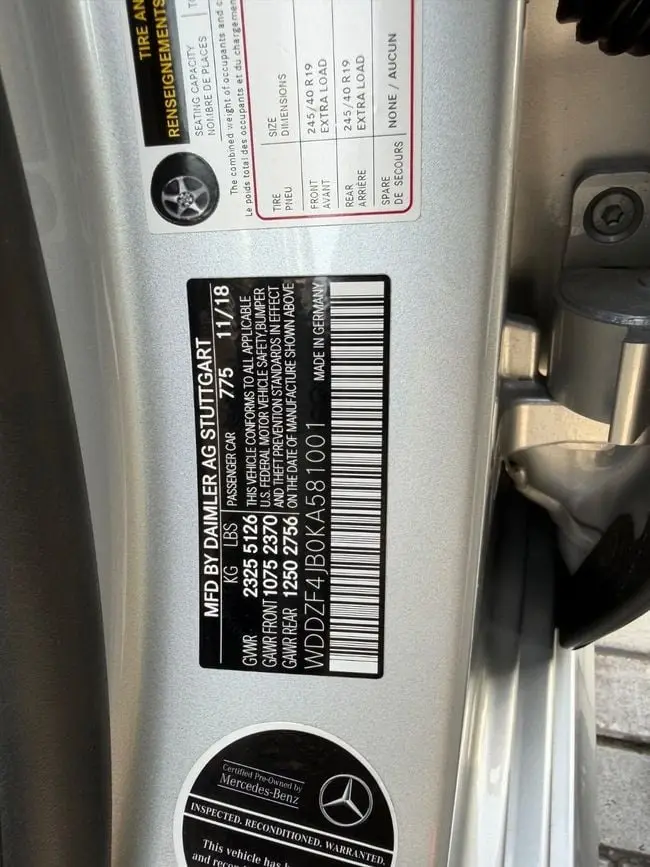 TIRE AN
RENSEIGNEMENTS
SEATING CAPACITY
NOMBRE DE PLACES
The combined weight of occupants and c
Le poids total des occupants et du chargemen
TIRE
PNEU
SIZE
DIMENSIONS
FRONT
AVANT
245/40 R19
EXTRA LOAD
REAR
ARRIÈRE
245/40 R19
EXTRA LOAD
SPARE
DE SECOURS
NONE / AUCUN
MFD BY DAIMLER AG STUTTGART
KG LBS PASSENGER CAR 775 11/18
GVWR 2325 5126 THIS VEHICLE CONFORMS TO ALL APPLICABLE
GAWR FRONT 1075 2370 U.S. FEDERAL MOTOR VEHICLE SAFETY,BUMPER
AND THEFT PREVENTION STANDARDS IN EFFECT
GAWR REAR 1250 2756 ON THE DATE OF MANUFACTURE SHOWN ABOVE
WDDZF4JB0KA581001 MADE IN GERMANY
Certified Pre-Owned by
Mercedes-Benz
INSPECTED. RECONDITIONED. WARRANTED.
This vehicle has
and recon